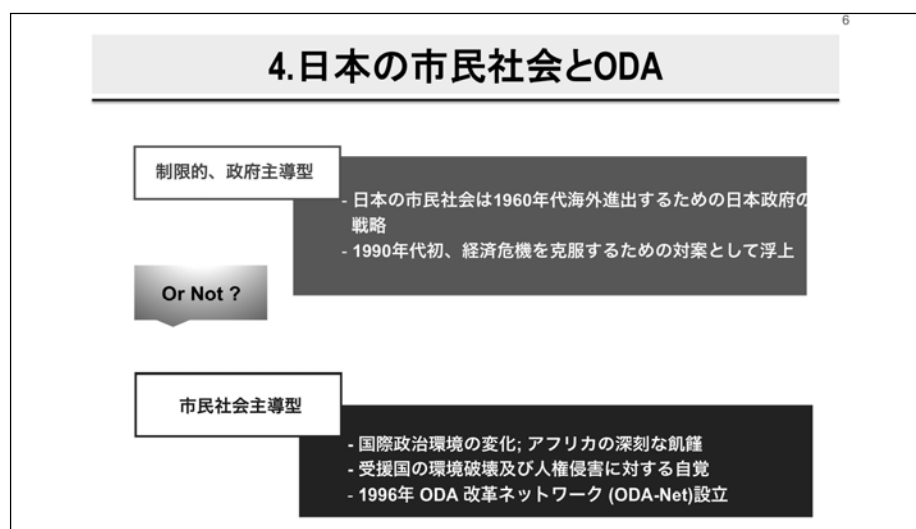 6
4.日本の市民社会とODA
制限的、政府主導型
- 日本の市民社会は1960年代海外進出するための日本政府の
戦略
- 1990年代初、経済危機を克服するための対案として浮上
Or Not ?
市民社会主導型
- 国際政治環境の変化; アフリカの深刻な飢饉
- 受援国の環境破壊及び人権侵害に対する自覚
- 1996年 ODA 改革ネットワーク (ODA-Net)設立